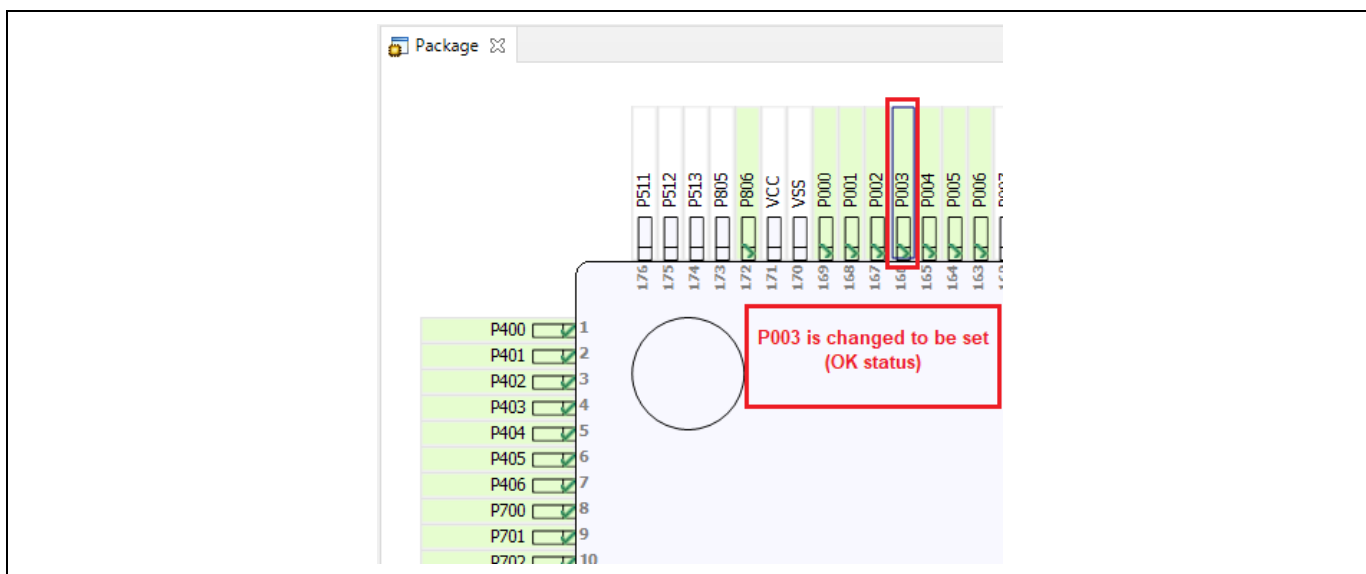 Package
P511
P512
P513
P805
P806
VCC
VSS
P000
P001
P002
P003
P004
P005
P006
176
175
174
173
172
171
170
169
168
167
166
165
164
163
P003 is changed to be set
(OK status)
P400 1
P401 2
P402 3
P403 4
P404 5
P405 6
P406 7
P700 8
P701 9
P702 10